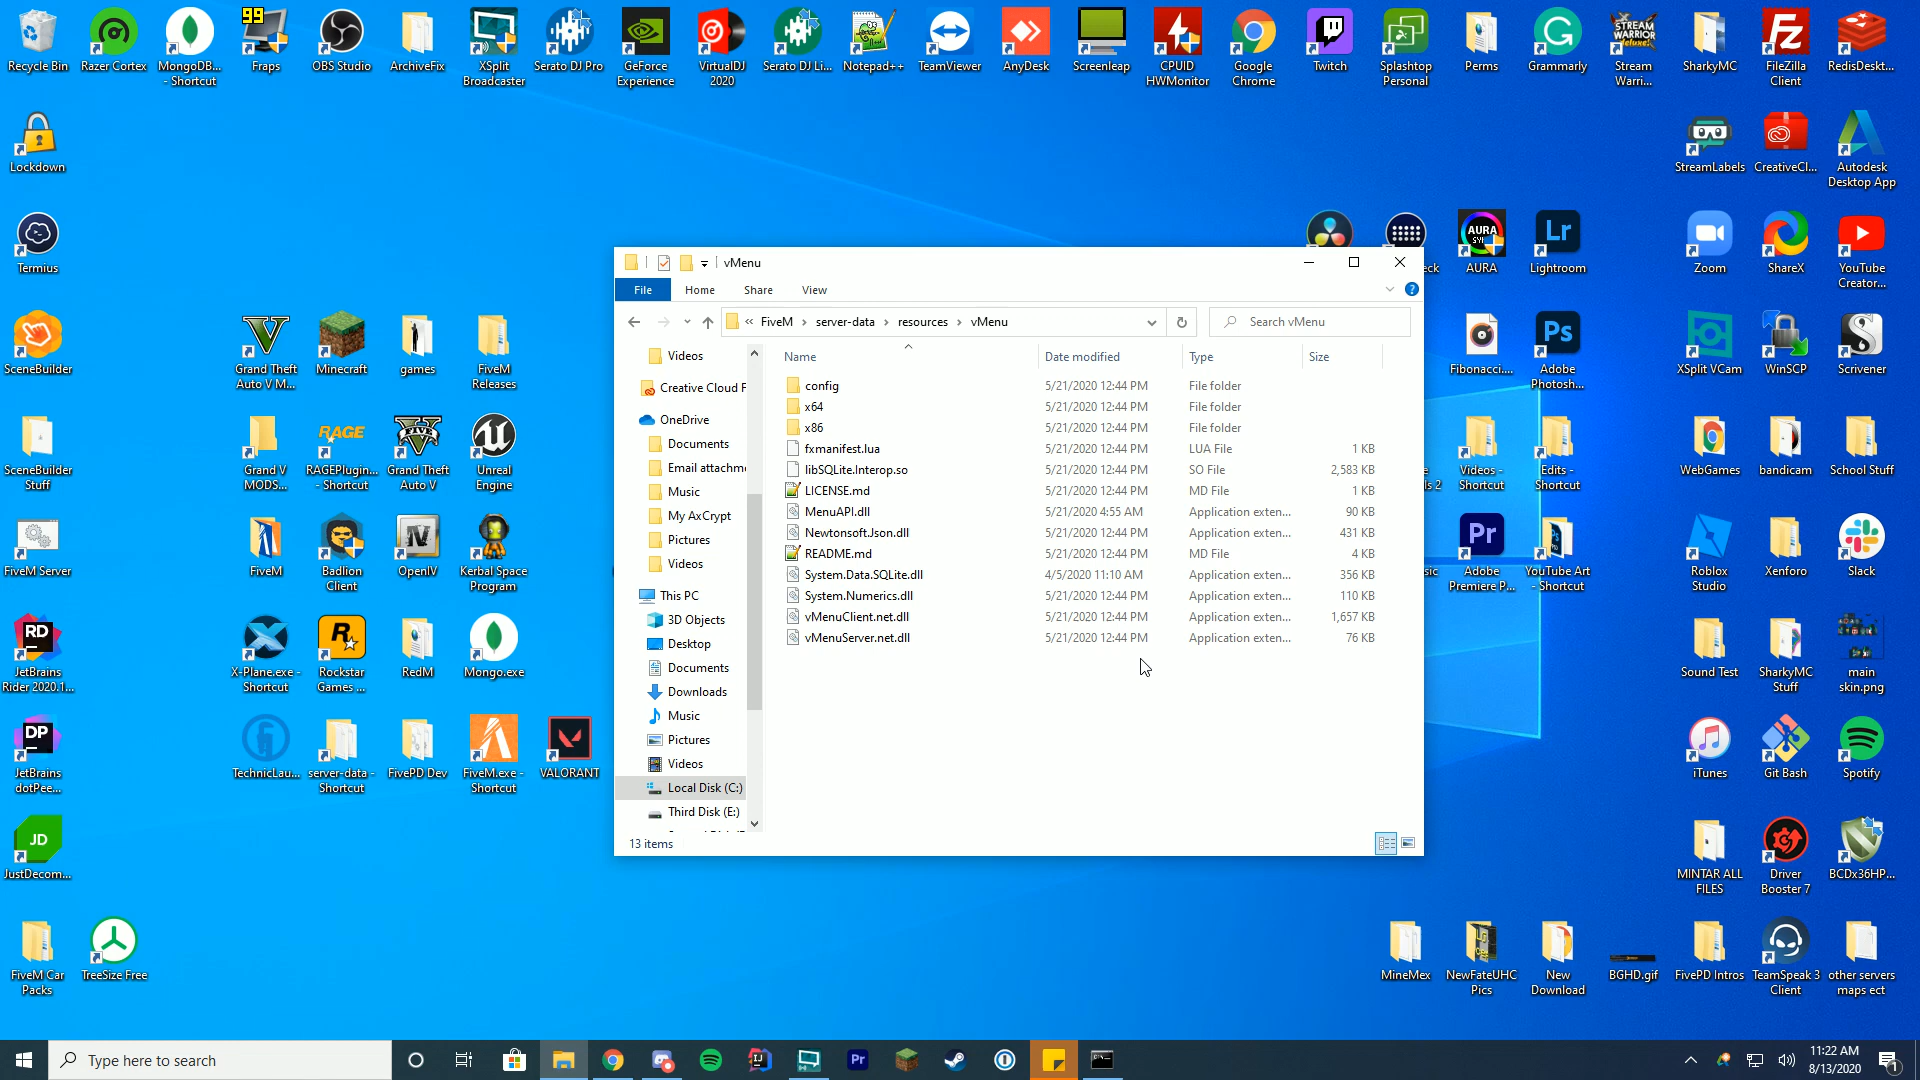 99
Recycle Bin
Razer Cortex
MongoDB...
- Shortcut
Fraps
OBS Studio
ArchiveFix
XSplit
Broadcaster
Serato DJ Pro
GeForce
Experience
VirtualDJ
2020
Serato DJ Li...
Notepad++
TeamViewer
AnyDesk
Screenleap
CPUID
HWMonitor
Google
Chrome
Twitch
Splashtop
Personal
Perms
Grammarly
Stream
Warri...
SharkyMC
FileZilla
Client
RedisDeskt...
Lockdown
StreamLabels
CreativeCl...
Autodesk
Desktop App
Termius
eck
AURA
Lightroom
Zoom
ShareX
YouTube
Creator...
SceneBuilder
Grand Theft
Auto V M...
Minecraft
games
FiveM
Releases
Fibonacci....
Adobe
Photosh...
XSplit VCam
WinSCP
Scrivener
SceneBuilder
Stuff
Grand V
MODS...
RAGEPlugin...
- Shortcut
Grand Theft
Auto V
Unreal
Engine
Videos -
Shortcut
Edits -
Shortcut
WebGames
bandicam
School Stuff
FiveM Server
FiveM
Badlion
Client
OpenIV
Kerbal Space
Program
Adobe
Premiere P...
YouTube Art
- Shortcut
Roblox
Studio
Xenforo
Slack
JetBrains
Rider 2020.1...
X-Plane.exe -
Shortcut
Rockstar
Games ...
RedM
Mongo.exe
Sound Test
SharkyMC
Stuff
main
skin.png
JetBrains
dotPee...
TechnicLau...
server-data -
Shortcut
FivePD Dev
FiveM.exe -
Shortcut
VALORANT
iTunes
Git Bash
Spotify
JustDecom...
MINTAR ALL
FILES
Driver
Booster 7
BCDx36HP...
FiveM Car
Packs
TreeSize Free
MineMex
NewFateUHC
Pics
New
Download
BGHD.gif
FivePD Intros
TeamSpeak 3
Client
other servers
maps ect
vMenu
File
Home
Share
View
« FiveM › server-data › resources › vMenu
Search vMenu
Videos
Creative Cloud F
OneDrive
Documents
Email attachme
Music
My AxCrypt
Pictures
Videos
This PC
3D Objects
Desktop
Documents
Downloads
Music
Pictures
Videos
Local Disk (C:)
Third Disk (E:)
Name Date modified Type Size
config 5/21/2020 12:44 PM File folder
x64 5/21/2020 12:44 PM File folder
x86 5/21/2020 12:44 PM File folder
fxmanifest.lua 5/21/2020 12:44 PM LUA File 1 KB
libSQLite.Interop.so 5/21/2020 12:44 PM SO File 2,583 KB
LICENSE.md 5/21/2020 12:44 PM MD File 1 KB
MenuAPI.dll 5/21/2020 4:55 AM Application exten... 90 KB
Newtonsoft.Json.dll 5/21/2020 12:44 PM Application exten... 431 KB
README.md 5/21/2020 12:44 PM MD File 4 KB
System.Data.SQLite.dll 4/5/2020 11:10 AM Application exten... 356 KB
System.Numerics.dll 5/21/2020 12:44 PM Application exten... 110 KB
vMenuClient.net.dll 5/21/2020 12:44 PM Application exten... 1,657 KB
vMenuServer.net.dll 5/21/2020 12:44 PM Application exten... 76 KB
13 items
Type here to search
11:22 AM
8/13/2020
1